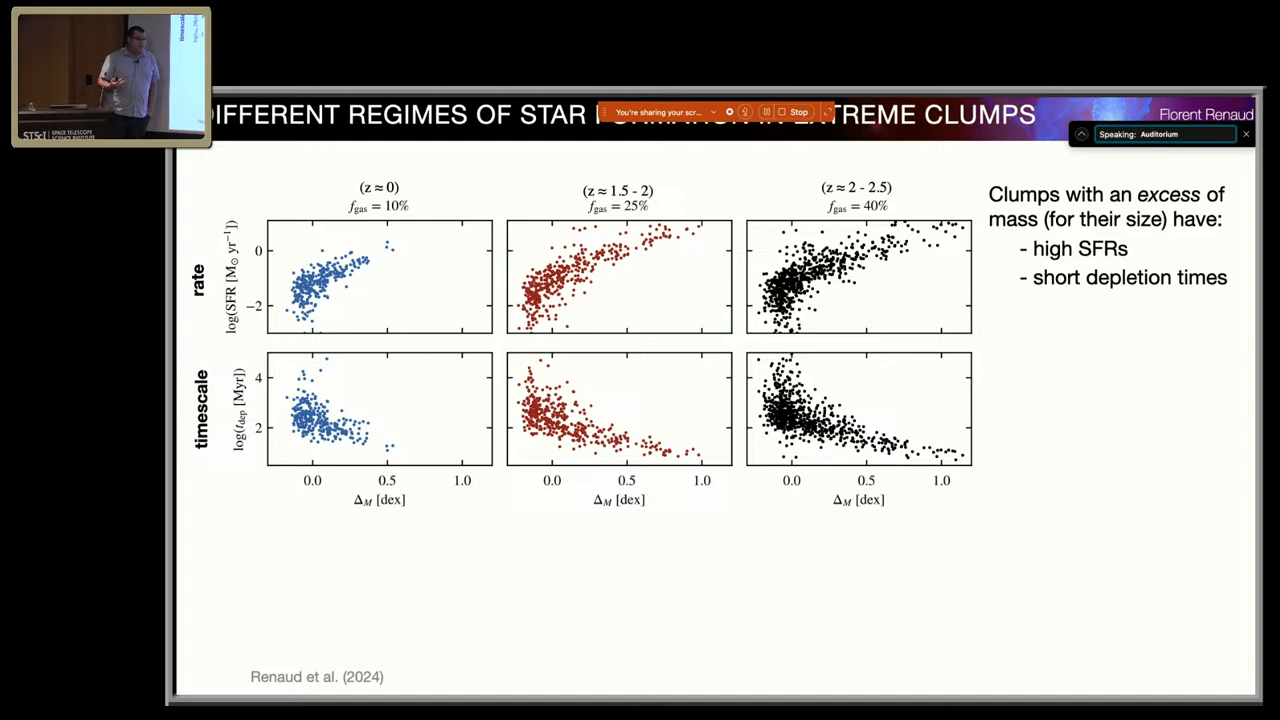 timescale
STScI SPACE TELESCOPE
SCIENCE INSTITUTE
DIFFERENT REGIMES OF STAR EXTREME CLUMPS
You're sharing your scr...
Stop
Florent Renaud
Speaking: Auditorium
(z ≈ 0)
f_gas = 10%
(z ≈ 1.5 - 2)
f_gas = 25%
(z ≈ 2 - 2.5)
f_gas = 40%
Clumps with an excess of
mass (for their size) have:
- high SFRs
- short depletion times
rate
log(SFR [M⊙ yr⁻¹])
0
−2
timescale
log(t_dep [Myr])
4
2
0.0 0.5 1.0
Δ_M [dex]
0.0 0.5 1.0
Δ_M [dex]
0.0 0.5 1.0
Δ_M [dex]
Renaud et al. (2024)